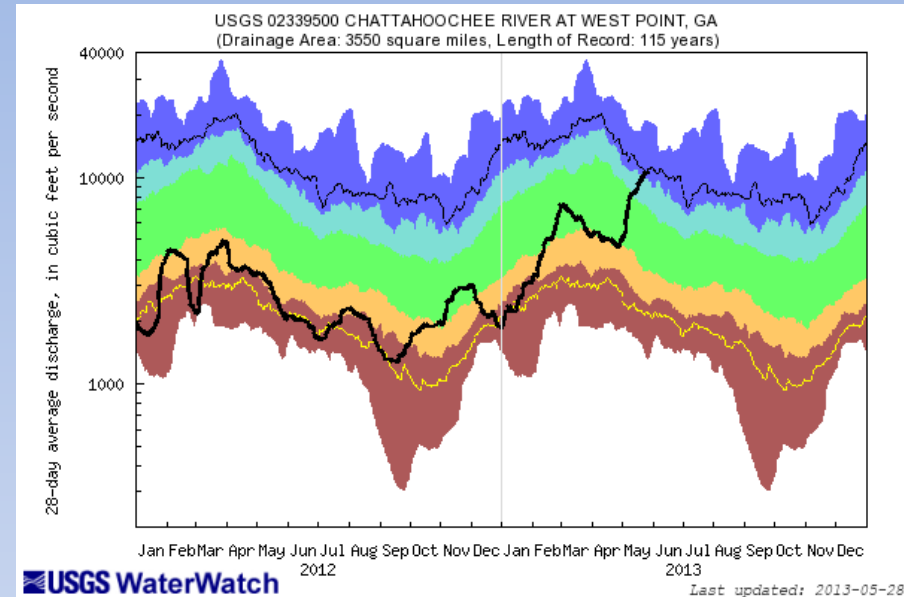 USGS 02339500 CHATTAHOOCHEE RIVER AT WEST POINT, GA
(Drainage Area: 3550 square miles, Length of Record: 115 years)
28-day average discharge, in cubic feet per second
40000
10000
1000
Jan Feb Mar Apr May Jun Jul Aug Sep Oct Nov Dec Jan Feb Mar Apr May Jun Jul Aug Sep Oct Nov Dec
2012 2013
USGS WaterWatch
Last updated: 2013-05-28